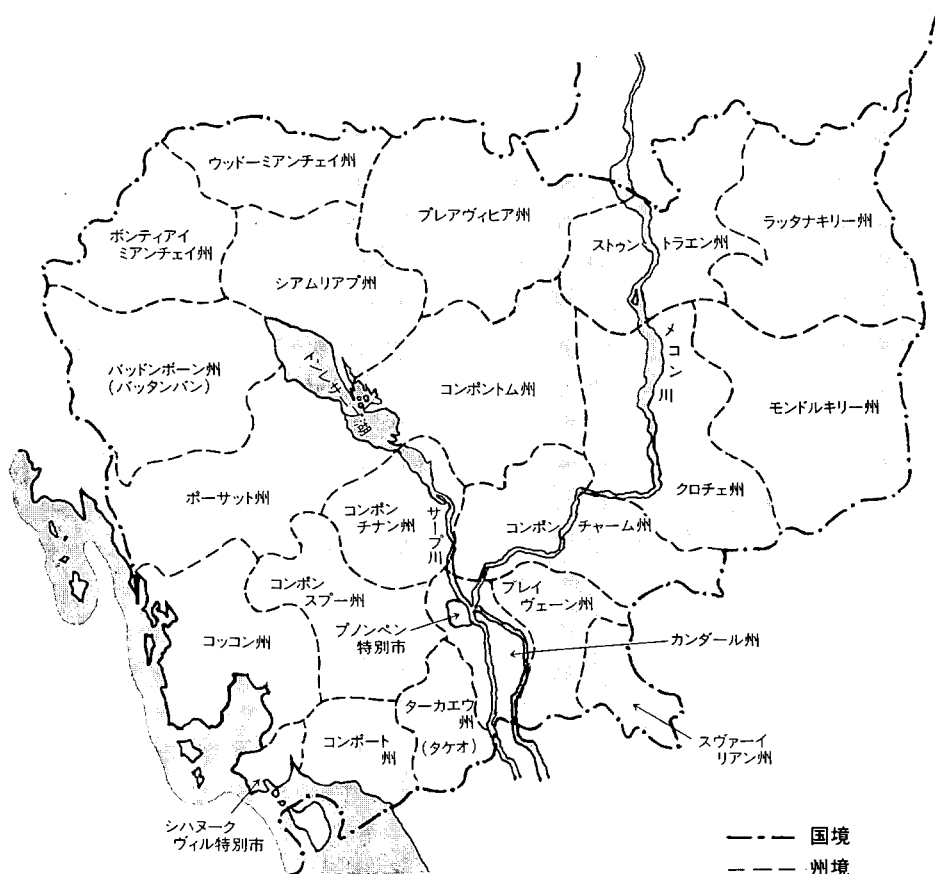 ウッドーミアンチェイ州
プレアヴィヒア州
ラッタナキリー州
ボンティアイ
ミアンチェイ州
ストゥントラエン州
シアムリアプ州
メコン川
バッドンボーン州
(バッタンバン)
トンレサープ湖
コンポントム州
モンドルキリー州
ポーサット州
コンポン
チナン州
サープ川
クロチェ州
コンポンチャーム州
コンポン
スプー州
プレイ
ヴェーン州
プノンペン
特別市
カンダール州
コッコン州
ターカエウ
州
(タケオ)
コンポート
州
スヴァーイ
リアン州
シハヌーク
ヴィル特別市
国境
州境